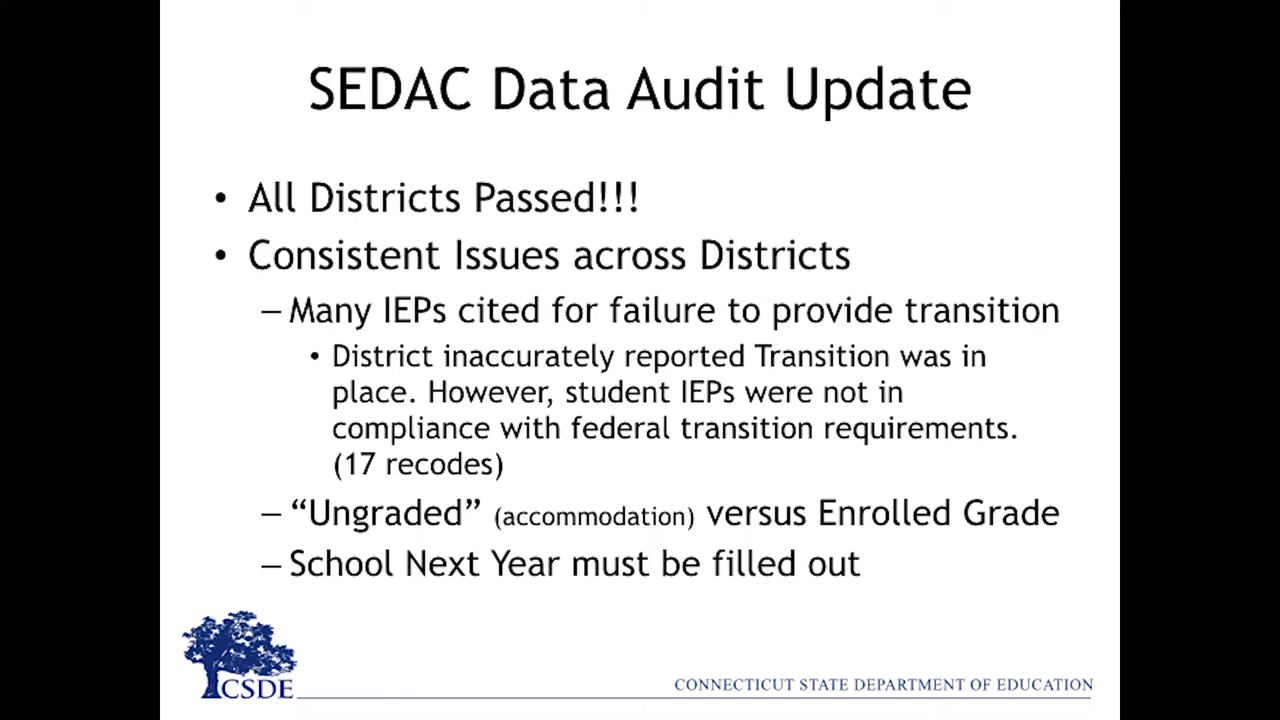 SEDAC Data Audit Update
• All Districts Passed!!!
• Consistent Issues across Districts
– Many IEPs cited for failure to provide transition
• District inaccurately reported Transition was in
place. However, student IEPs were not in
compliance with federal transition requirements.
(17 recodes)
– “Ungraded” (accommodation) versus Enrolled Grade
– School Next Year must be filled out
CSDE
CONNECTICUT STATE DEPARTMENT OF EDUCATION